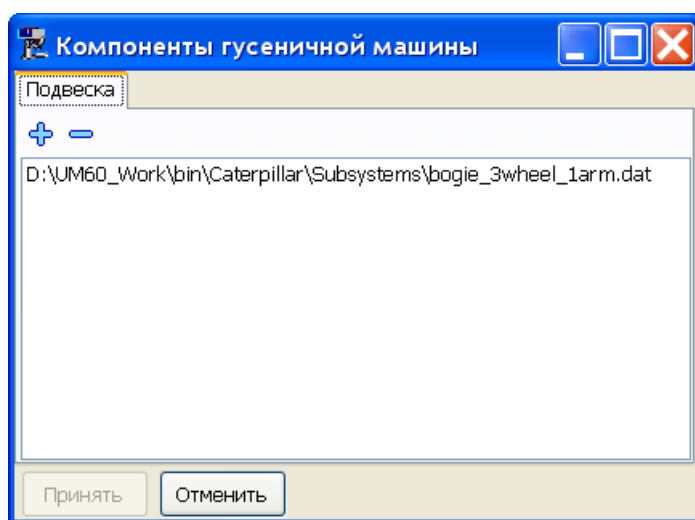 Компоненты гусеничной машины
Подвеска
D:\UM60_Work\bin\Caterpillar\Subsystems\bogie_3wheel_1arm.dat
Принять Отменить